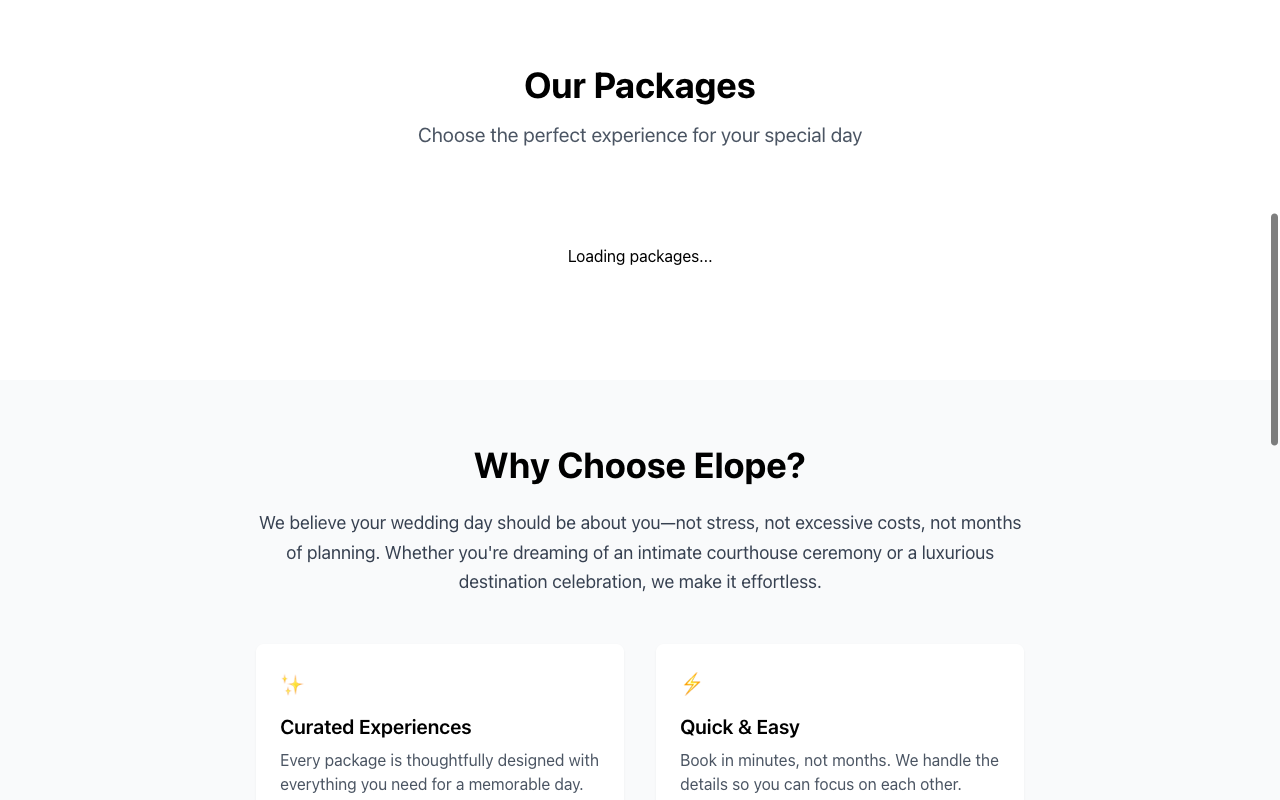 Our Packages
Choose the perfect experience for your special day
Loading packages...
Why Choose Elope?
We believe your wedding day should be about you—not stress, not excessive costs, not months
of planning. Whether you're dreaming of an intimate courthouse ceremony or a luxurious
destination celebration, we make it effortless.
Curated Experiences
Every package is thoughtfully designed with
everything you need for a memorable day.
Quick & Easy
Book in minutes, not months. We handle the
details so you can focus on each other.